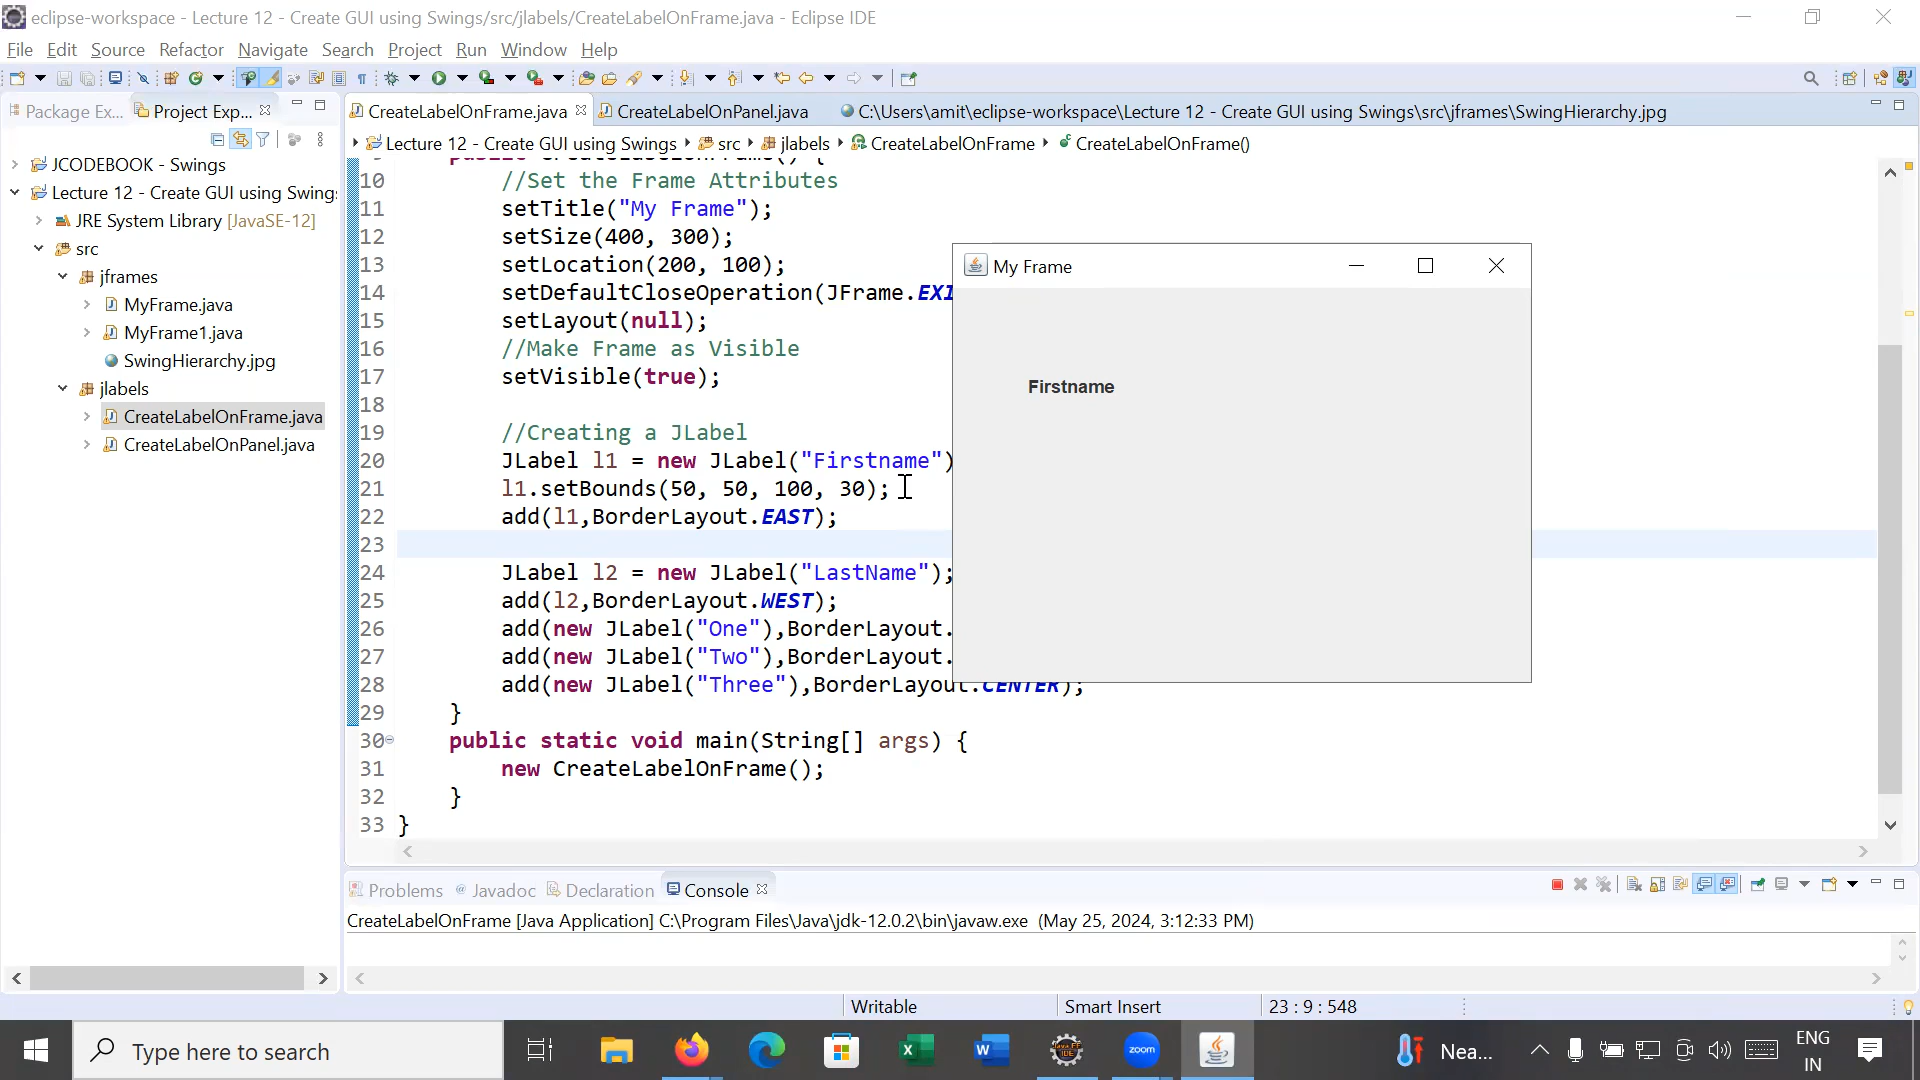 eclipse-workspace - Lecture 12 - Create GUI using Swings/src/jlabels/CreateLabelOnFrame.java - Eclipse IDE
File Edit Source Refactor Navigate Search Project Run Window Help
Package Ex... Project Exp...
CreateLabelOnFrame.java CreateLabelOnPanel.java C:\Users\amit\eclipse-workspace\Lecture 12 - Create GUI using Swings\src\jframes\SwingHierarchy.jpg
Lecture 12 - Create GUI using Swings src jlabels CreateLabelOnFrame CreateLabelOnFrame()
JCODEBOOK - Swings
Lecture 12 - Create GUI using Swing
JRE System Library [JavaSE-12]
src
jframes
MyFrame.java
MyFrame1.java
SwingHierarchy.jpg
jlabels
CreateLabelOnFrame.java
CreateLabelOnPanel.java
10 //Set the Frame Attributes
11 setTitle("My Frame");
12 setSize(400, 300);
13 setLocation(200, 100);
14 setDefaultCloseOperation(JFrame.EXI
15 setLayout(null);
16 //Make Frame as Visible
17 setVisible(true);
18
19 //Creating a JLabel
20 JLabel l1 = new JLabel("Firstname")
21 l1.setBounds(50, 50, 100, 30);
22 add(l1,BorderLayout.EAST);
23
24 JLabel l2 = new JLabel("LastName");
25 add(l2,BorderLayout.WEST);
26 add(new JLabel("One"),BorderLayout.
27 add(new JLabel("Two"),BorderLayout.
28 add(new JLabel("Three"),BorderLayout.CENTER);
29 }
30 public static void main(String[] args) {
31 new CreateLabelOnFrame();
32 }
33 }
My Frame
Firstname
Problems Javadoc Declaration Console
CreateLabelOnFrame [Java Application] C:\Program Files\Java\jdk-12.0.2\bin\javaw.exe (May 25, 2024, 3:12:33 PM)
Writable Smart Insert 23 : 9 : 548
Type here to search
zoom
Nea...
ENG
IN